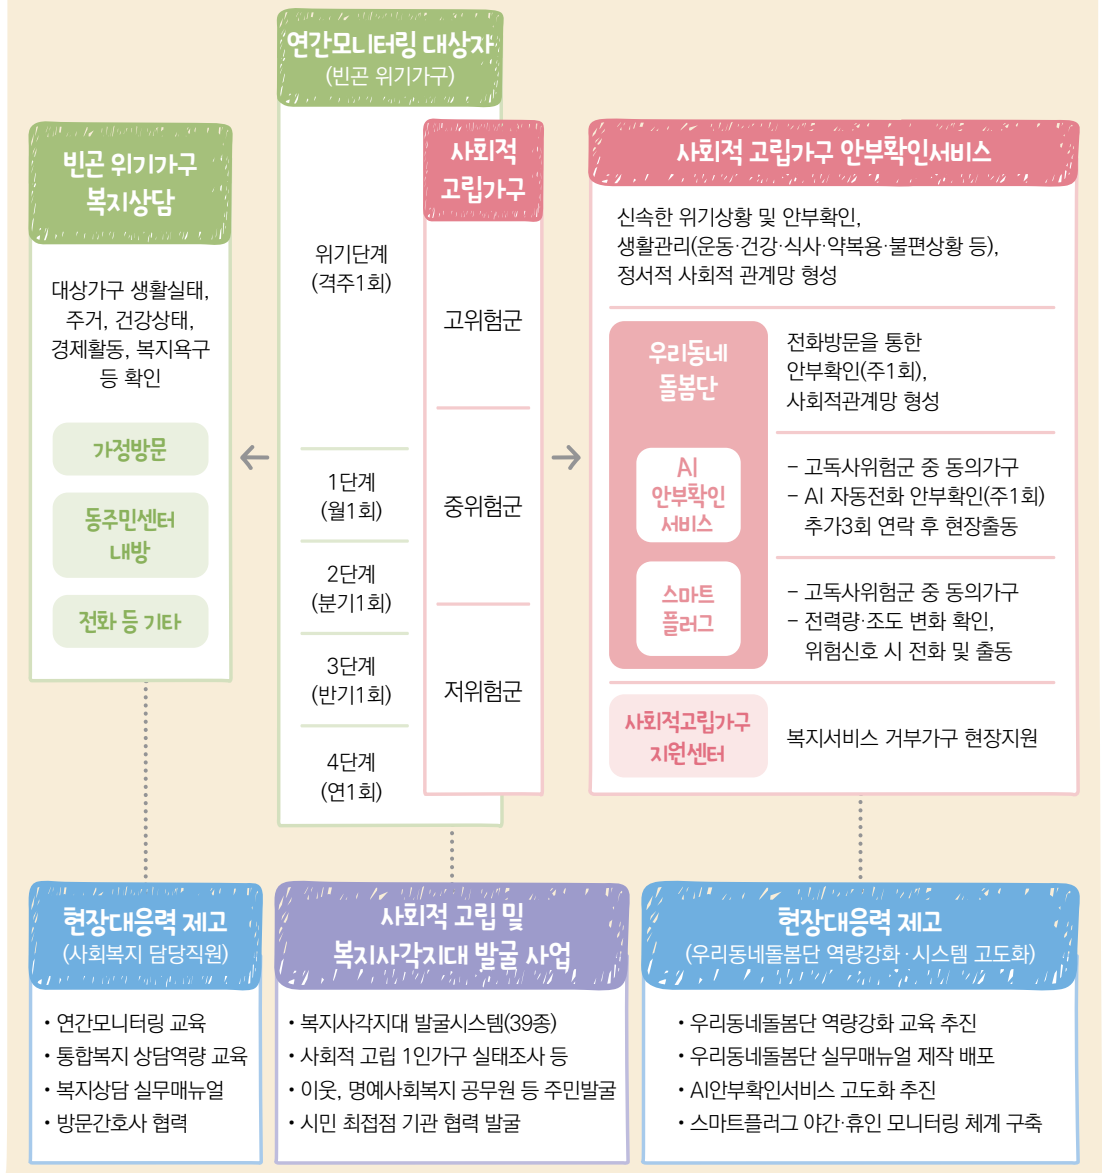 연간모니터링 대상자
(빈곤 위기가구)
빈곤 위기가구
복지상담
대상가구 생활실태,
주거, 건강상태,
경제활동, 복지욕구
등 확인
가정방문
동주민센터
내방
전화 등 기타
위기단계
(격주1회)
1단계
(월1회)
2단계
(분기1회)
3단계
(반기1회)
4단계
(연1회)
사회적
고립가구
고위험군
중위험군
저위험군
사회적 고립가구 안부확인서비스
신속한 위기상황 및 안부확인,
생활관리(운동·건강·식사·약복용·불편상황 등),
정서적 사회적 관계망 형성
우리동네
돌봄단
전화방문을 통한
안부확인(주1회),
사회적관계망 형성
AI
안부확인
서비스
– 고독사위험군 중 동의가구
– AI 자동전화 안부확인(주1회)
추가3회 연락 후 현장출동
스마트
플러그
– 고독사위험군 중 동의가구
– 전력량·조도 변화 확인,
위험신호 시 전화 및 출동
사회적고립가구
지원센터
복지서비스 거부가구 현장지원
현장대응력 제고
(사회복지 담당직원)
• 연간모니터링 교육
• 통합복지 상담역량 교육
• 복지상담 실무매뉴얼
• 방문간호사 협력
사회적 고립 및
복지사각지대 발굴 사업
• 복지사각지대 발굴시스템(39종)
• 사회적 고립 1인가구 실태조사 등
• 이웃, 명예사회복지 공무원 등 주민발굴
• 시민 최접점 기관 협력 발굴
현장대응력 제고
(우리동네돌봄단 역량강화·시스템 고도화)
• 우리동네돌봄단 역량강화 교육 추진
• 우리동네돌봄단 실무매뉴얼 제작 배포
• AI안부확인서비스 고도화 추진
• 스마트플러그 야간·휴인 모니터링 체계 구축